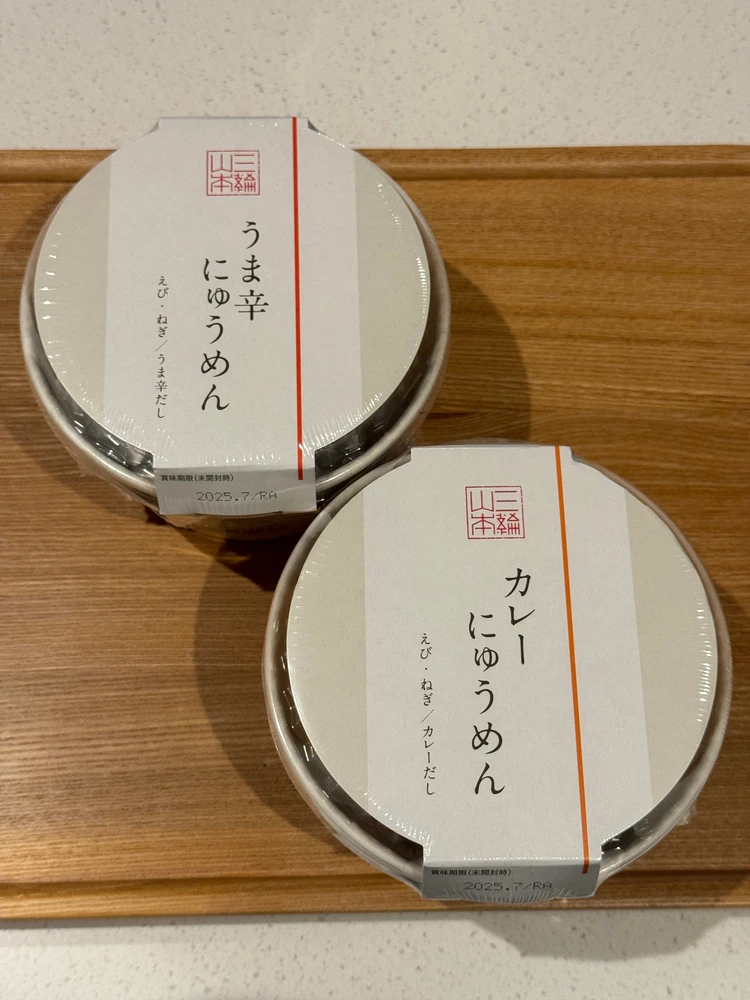 三輪
山本
うま辛
にゅうめん
えび・ねぎ／うま辛だし
賞味期限(未開封時)
2025.7/RA
三輪
山本
カレー
にゅうめん
えび・ねぎ／カレーだし
賞味期限(未開封時)
2025.7/RA